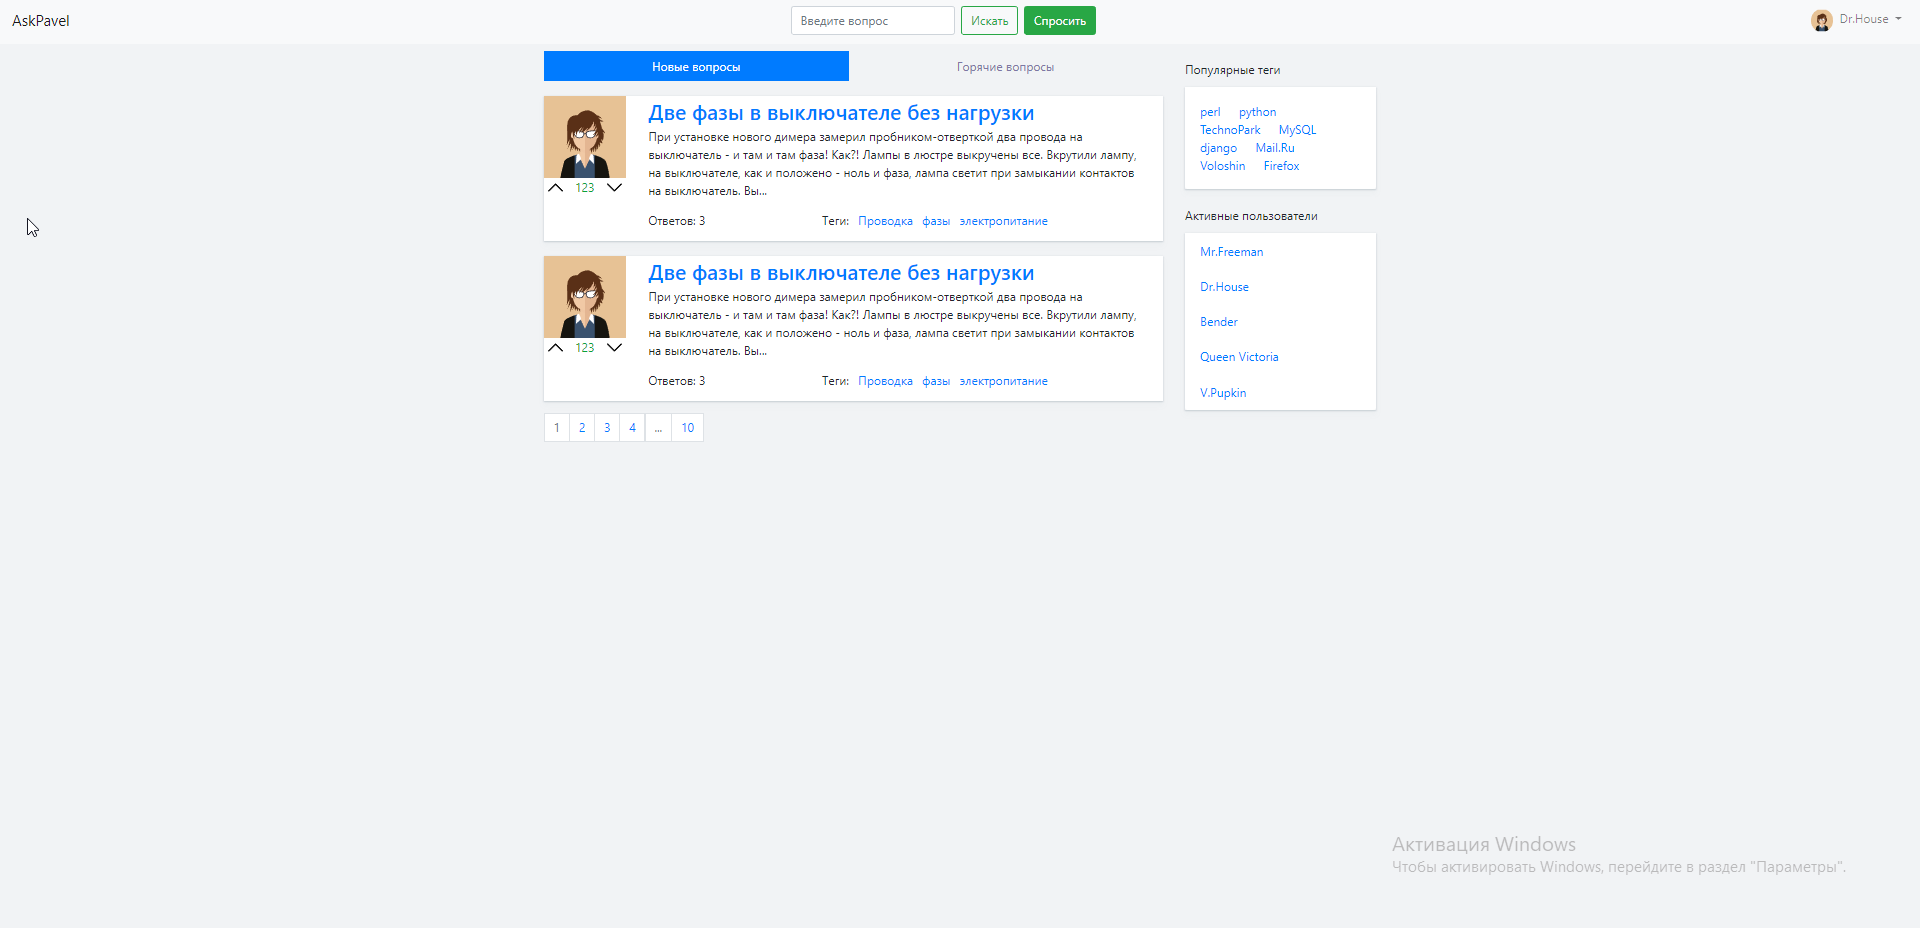 AskPavel
Введите вопрос
Искать
Спросить
Dr.House
Новые вопросы
Горячие вопросы
Две фазы в выключателе без нагрузки
При установке нового димера замерил пробником-отверткой два провода на
выключатель - и там и там фаза! Как?! Лампы в люстре выкручены все. Вкрутили лампу,
на выключателе, как и положено - ноль и фаза, лампа светит при замыкании контактов
на выключатель. Вы...
123
Ответов: 3
Теги: Проводка фазы электропитание
Две фазы в выключателе без нагрузки
При установке нового димера замерил пробником-отверткой два провода на
выключатель - и там и там фаза! Как?! Лампы в люстре выкручены все. Вкрутили лампу,
на выключателе, как и положено - ноль и фаза, лампа светит при замыкании контактов
на выключатель. Вы...
123
Ответов: 3
Теги: Проводка фазы электропитание
1 2 3 4 ... 10
Популярные теги
perl python
TechnoPark MySQL
django Mail.Ru
Voloshin Firefox
Активные пользователи
Mr.Freeman
Dr.House
Bender
Queen Victoria
V.Pupkin
Активация Windows
Чтобы активировать Windows, перейдите в раздел "Параметры".